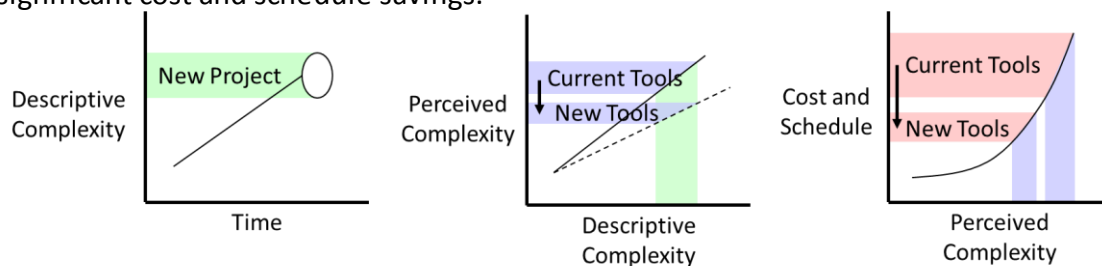 significant cost and schedule savings.
New Project
Descriptive
Complexity
Time
Current Tools
Perceived
Complexity
New Tools
Descriptive
Complexity
Current Tools
Cost and
Schedule
New Tools
Perceived
Complexity